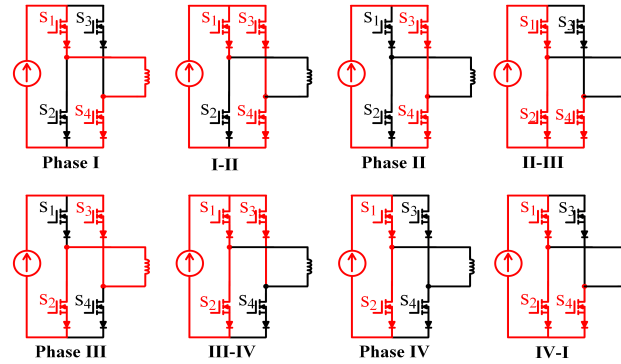 S1 S3 S1 S3 S1 S3 S1 S3
S2 S4 S2 S4 S2 S4 S2 S4
Phase I I-II Phase II II-III
S1 S3 S1 S3 S1 S3 S1 S3
S2 S4 S2 S4 S2 S4 S2 S4
Phase III III-IV Phase IV IV-I